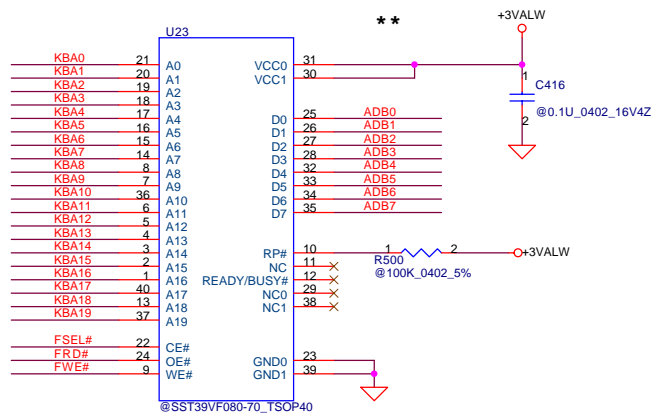 **
+3VALW
U23
KBA0 21 A0 VCC0 31
KBA1 20 A1 VCC1 30
KBA2 19 A2
KBA3 18 A3
KBA4 17 A4 D0 25 ADB0
KBA5 16 A5 D1 26 ADB1
KBA6 15 A6 D2 27 ADB2
KBA7 14 A7 D3 28 ADB3
KBA8 8 A8 D4 32 ADB4
KBA9 7 A9 D5 33 ADB5
KBA10 36 A10 D6 34 ADB6
KBA11 6 A11 D7 35 ADB7
KBA12 5 A12
KBA13 4 A13
KBA14 3 A14 RP# 10
KBA15 2 A15 NC 11
KBA16 1 A16 READY/BUSY# 12
KBA17 40 A17 NC0 29
KBA18 13 A18 NC1 38
KBA19 37 A19
FSEL# 22 CE# GND0 23
FRD# 24 OE# GND1 39
FWE# 9 WE#
@SST39VF080-70_TSOP40
1
C416
@0.1U_0402_16V4Z
2
1 2 +3VALW
R500
@100K_0402_5%